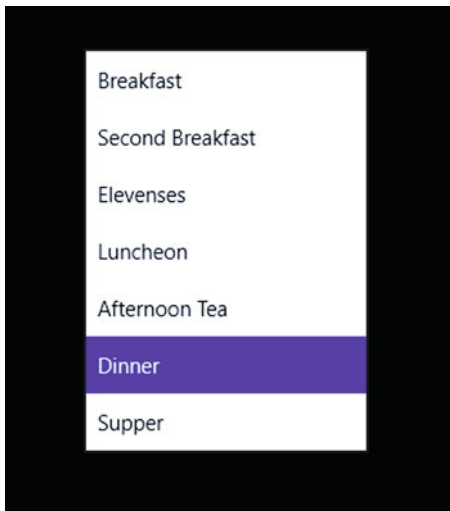 Breakfast
Second Breakfast
Elevenses
Luncheon
Afternoon Tea
Dinner
Supper